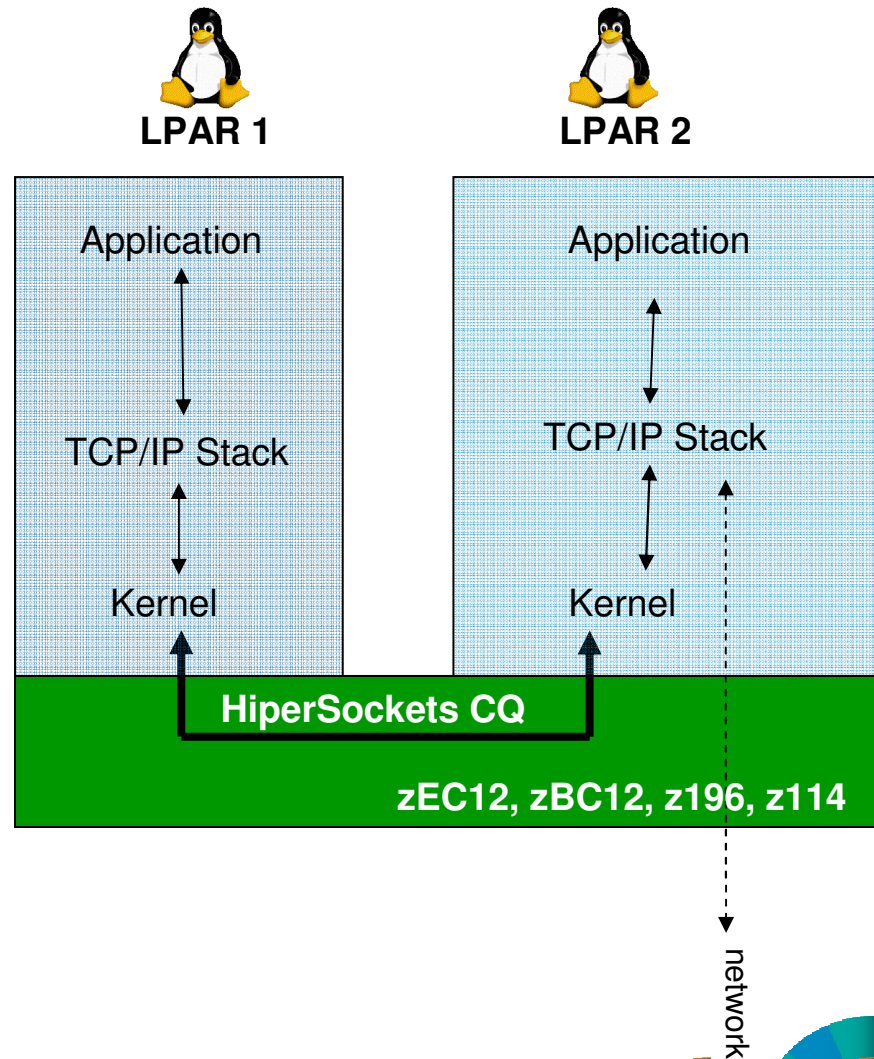 LPAR 1
LPAR 2
Application
Application
TCP/IP Stack
TCP/IP Stack
Kernel
Kernel
HiperSockets CQ
zEC12, zBC12, z196, z114
network